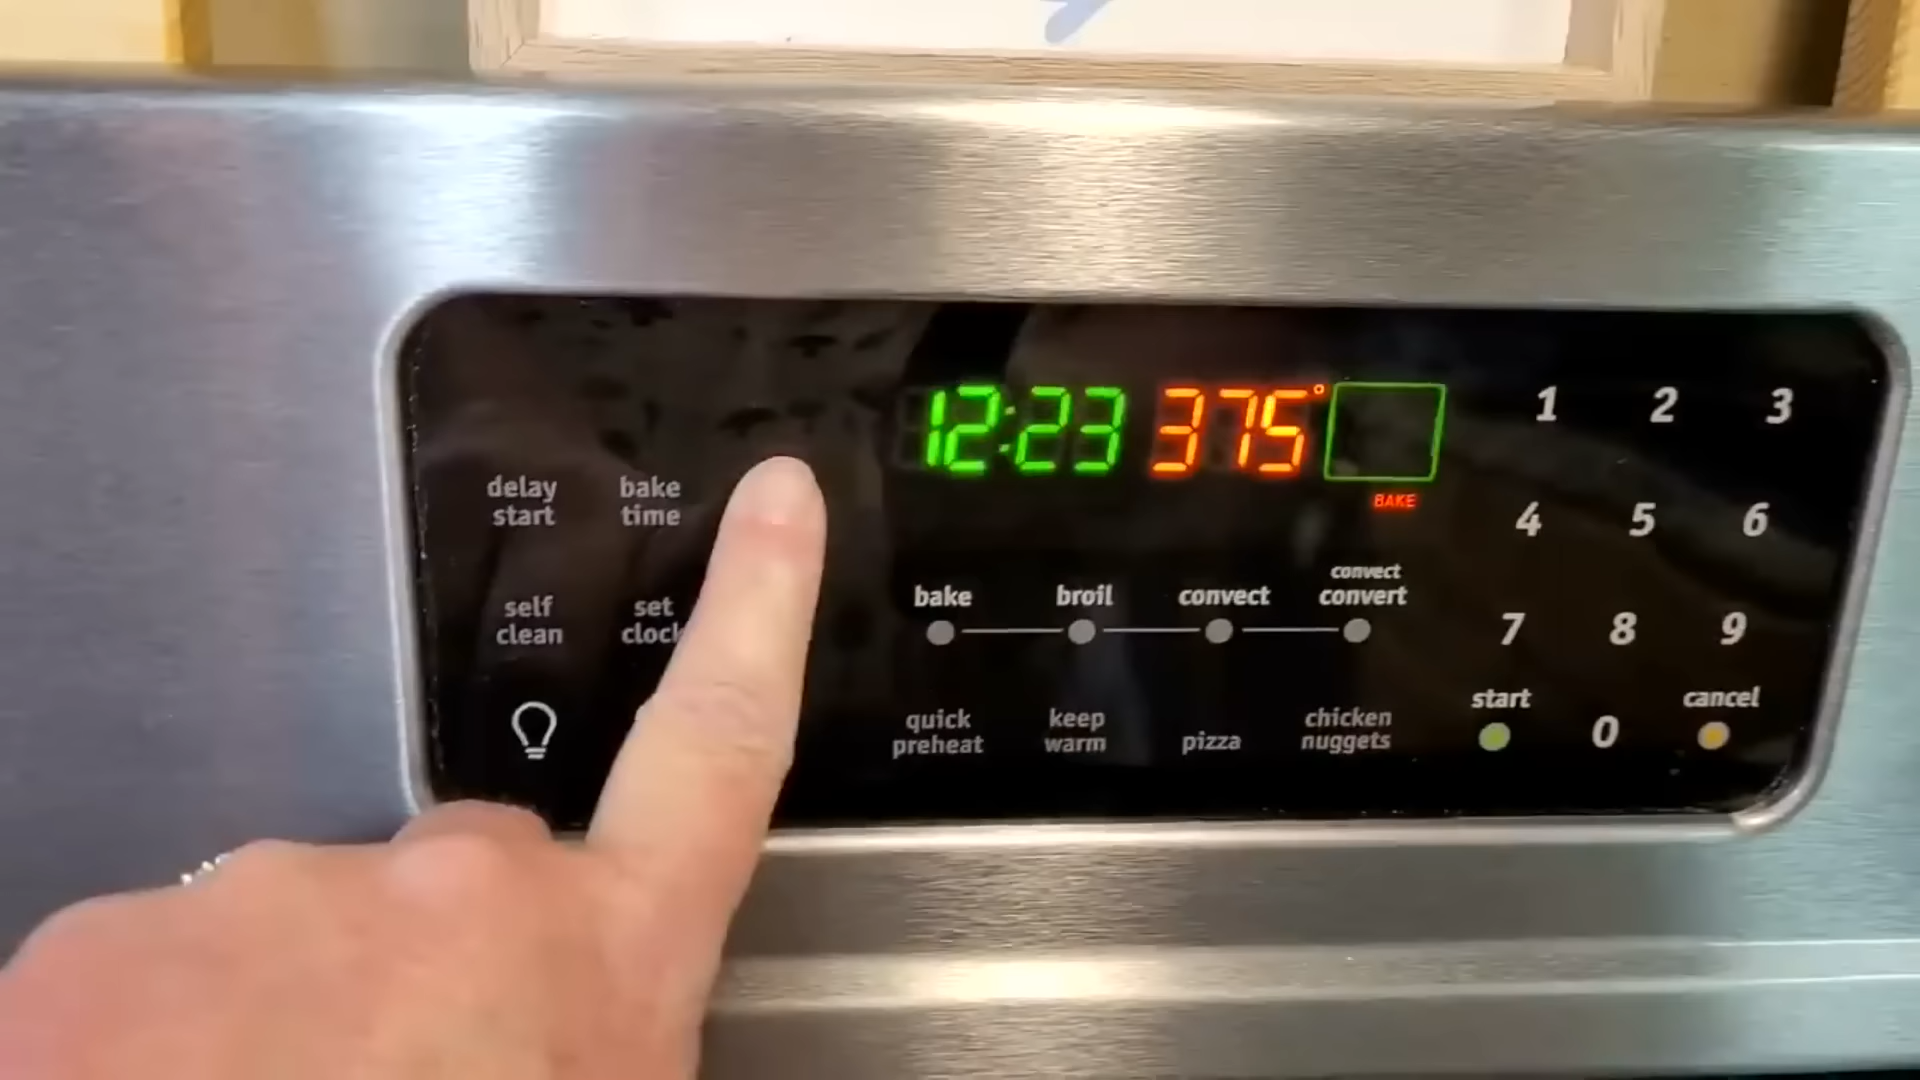 12:23 375°
BAKE
delay
start
bake
time
self
clean
set
clock
bake
broil
convect
convect
convert
quick
preheat
keep
warm
pizza
chicken
nuggets
1 2 3
4 5 6
7 8 9
start
0
cancel